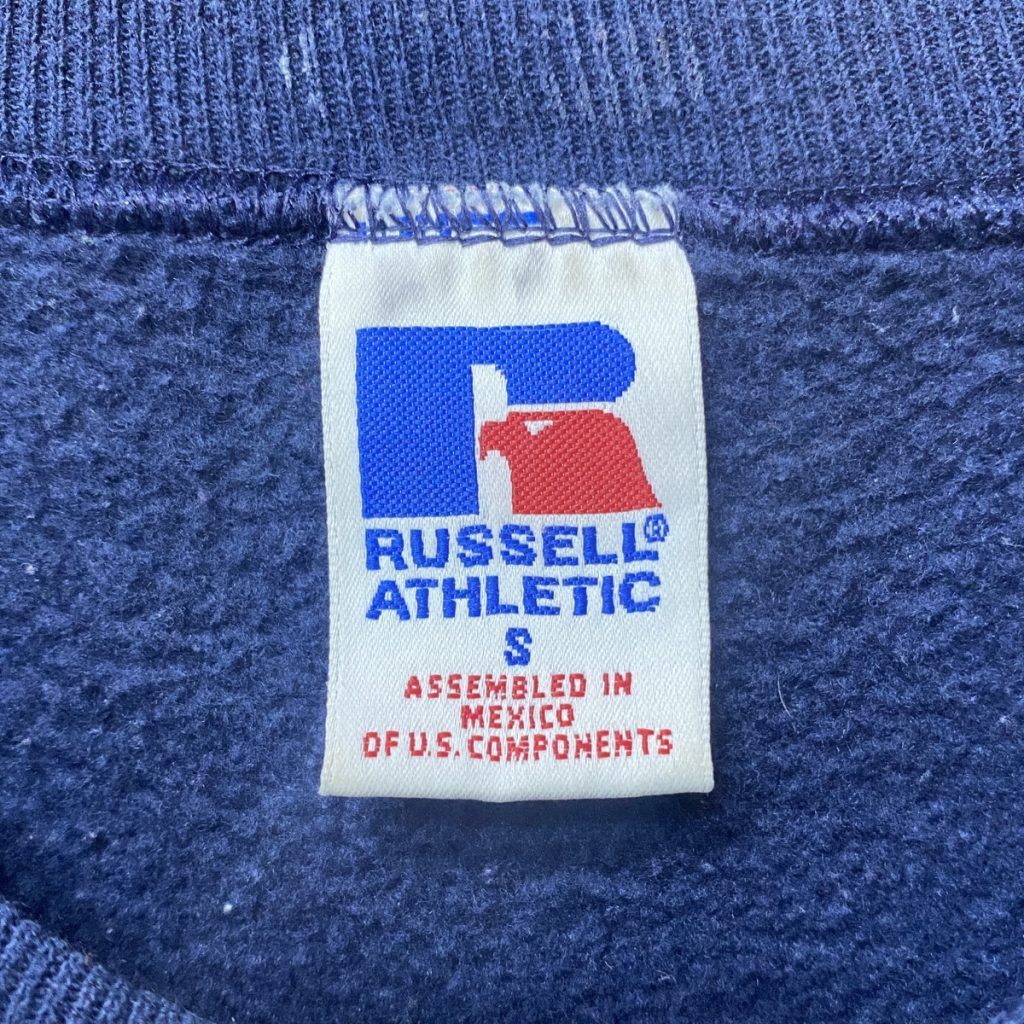 R
RUSSELL®
ATHLETIC
S
ASSEMBLED IN
MEXICO
OF U.S. COMPONENTS